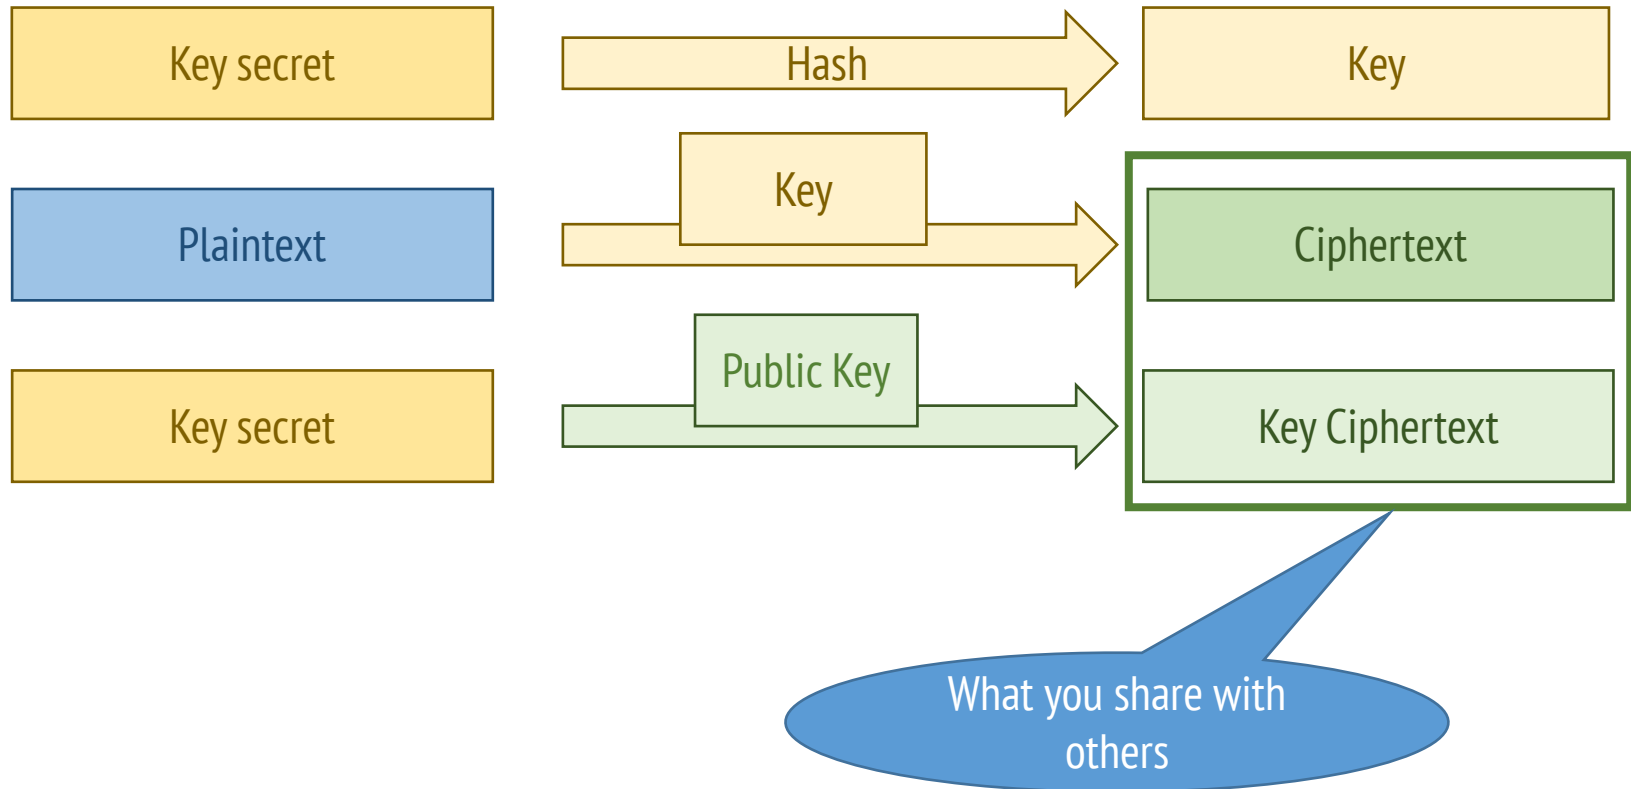 Key secret
Hash
Key
Key
Plaintext
Ciphertext
Public Key
Key secret
Key Ciphertext
What you share with
others